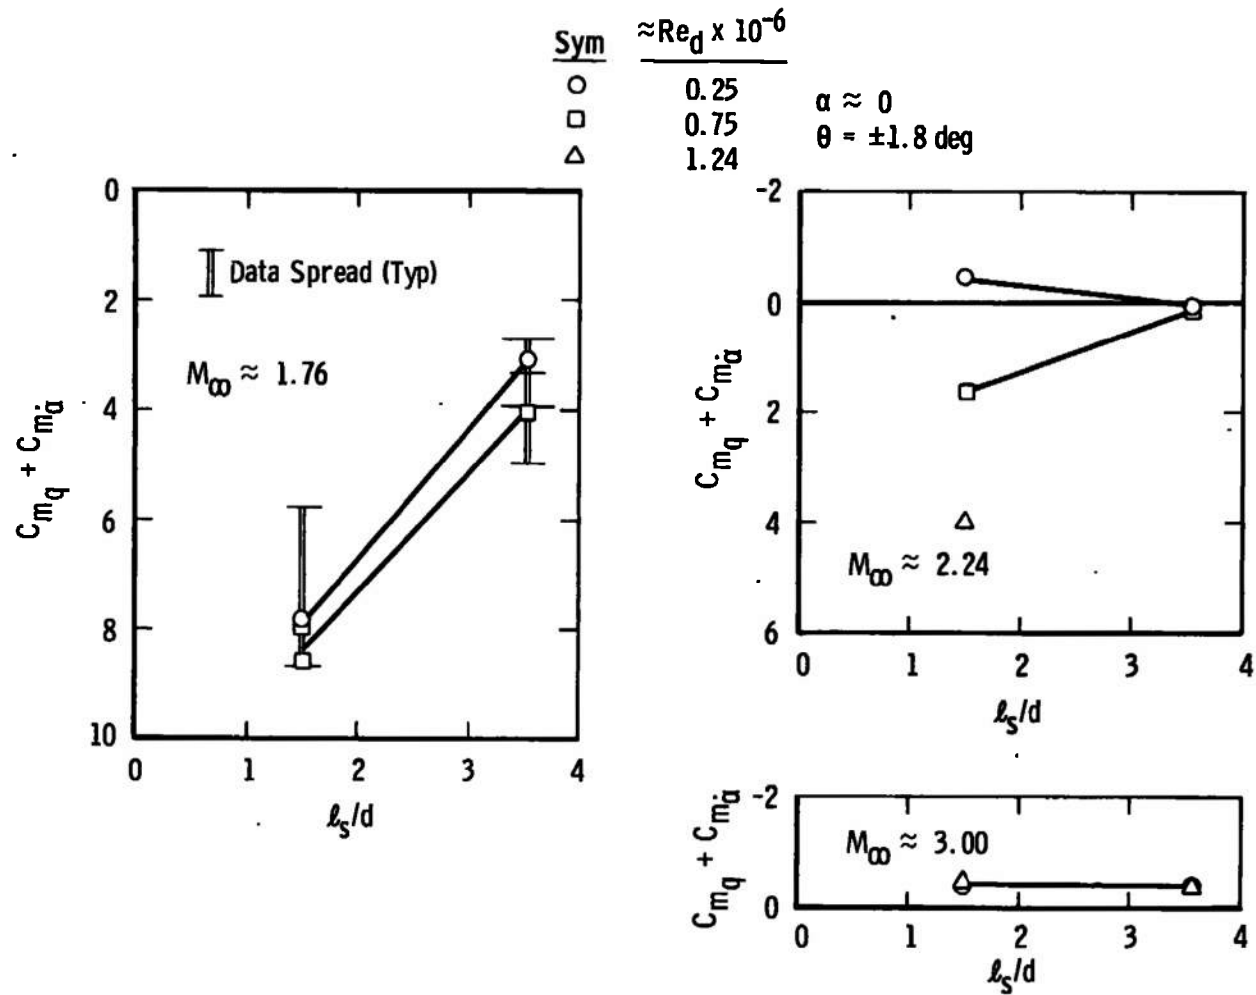 Sym ≈Re_d x 10^-6
○ 0.25
□ 0.75
△ 1.24
α ≈ 0
θ = ±1.8 deg
0
2
4
6
8
10
C_mq + C_mα̇
Data Spread (Typ)
M∞ ≈ 1.76
0 1 2 3 4
ℓ_s/d
-2
0
2
4
6
C_mq + C_mα̇
M∞ ≈ 2.24
0 1 2 3 4
ℓ_s/d
-2
0
C_mq + C_mα̇
M∞ ≈ 3.00
0 1 2 3 4
ℓ_s/d